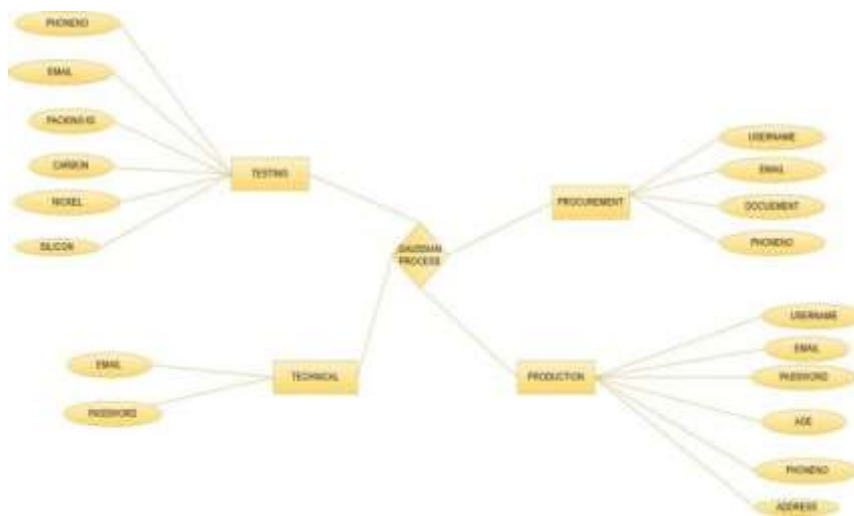 PHONENO
EMAIL
PACKING-ID
CARBON
NICKEL
SILICON
TESTING
USERNAME
EMAIL
DOCUEMENT
PHONENO
PROCUREMENT
GAUSSIAN
PROCESS
EMAIL
PASSWORD
TECHNICAL
PRODUCTION
USERNAME
EMAIL
PASSWORD
AGE
PHONENO
ADDRESS